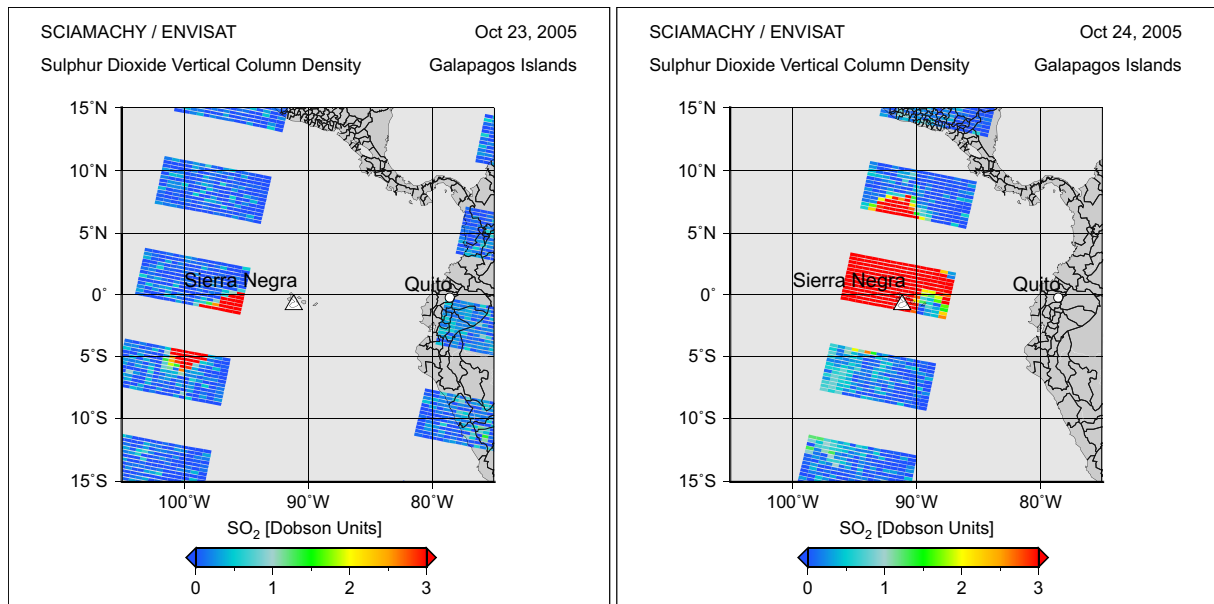 SCIAMACHY / ENVISAT Oct 23, 2005
Sulphur Dioxide Vertical Column Density Galapagos Islands
15˚N
10˚N
5˚N
0˚
5˚S
10˚S
15˚S
Sierra Negra
Quito
100˚W 90˚W 80˚W
SO₂ [Dobson Units]
0 1 2 3
SCIAMACHY / ENVISAT Oct 24, 2005
Sulphur Dioxide Vertical Column Density Galapagos Islands
15˚N
10˚N
5˚N
0˚
5˚S
10˚S
15˚S
Sierra Negra
Quito
100˚W 90˚W 80˚W
SO₂ [Dobson Units]
0 1 2 3